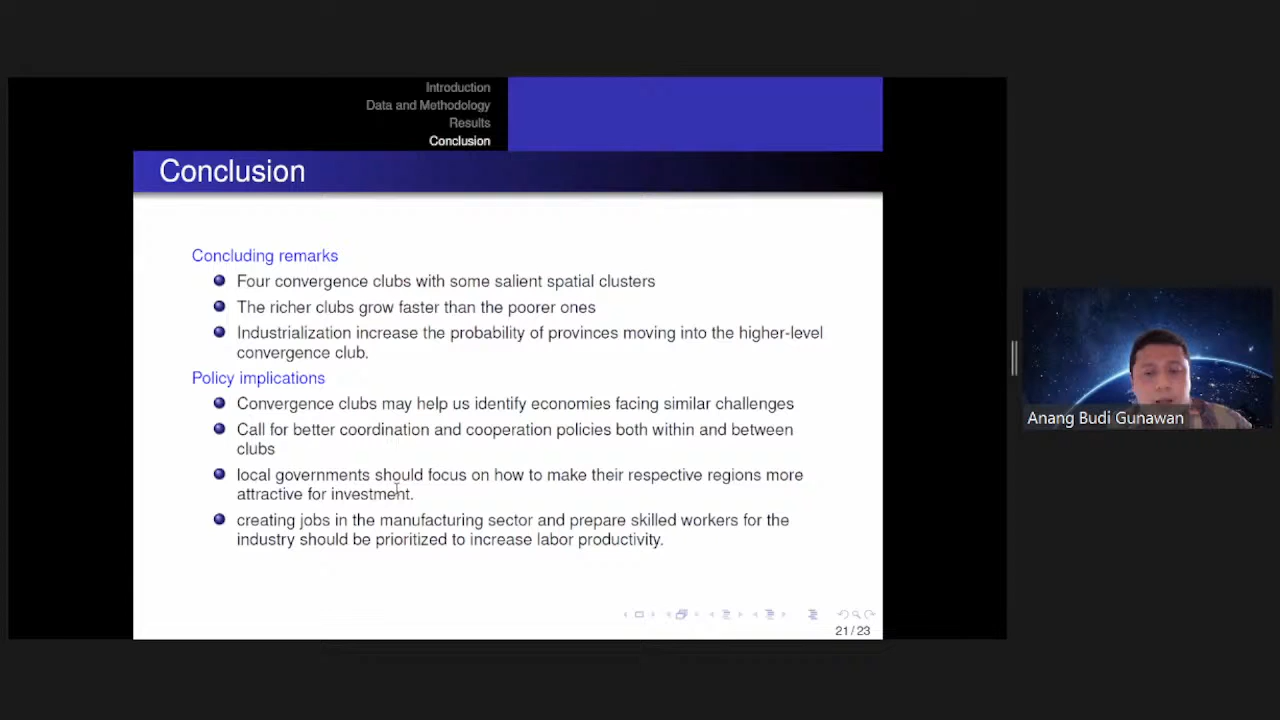 Introduction
Data and Methodology
Results
Conclusion
Conclusion
Concluding remarks
Four convergence clubs with some salient spatial clusters
The richer clubs grow faster than the poorer ones
Industrialization increase the probability of provinces moving into the higher-level
convergence club.
Policy implications
Convergence clubs may help us identify economies facing similar challenges
Call for better coordination and cooperation policies both within and between
clubs
local governments should focus on how to make their respective regions more
attractive for investment.
creating jobs in the manufacturing sector and prepare skilled workers for the
industry should be prioritized to increase labor productivity.
21/23
Anang Budi Gunawan